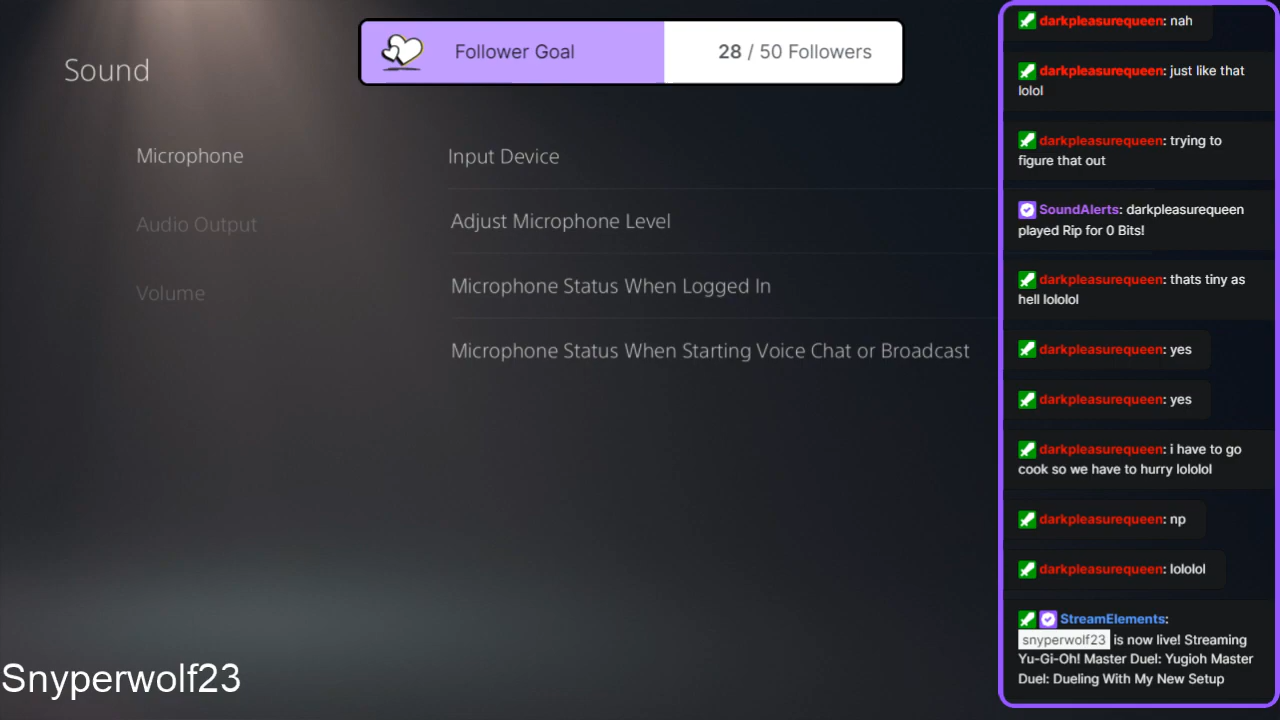 Sound
Follower Goal
28 / 50 Followers
Microphone
Audio Output
Volume
Input Device
Adjust Microphone Level
Microphone Status When Logged In
Microphone Status When Starting Voice Chat or Broadcast
darkpleasurequeen: nah
darkpleasurequeen: just like that
lolol
darkpleasurequeen: trying to
figure that out
SoundAlerts: darkpleasurequeen
played Rip for 0 Bits!
darkpleasurequeen: thats tiny as
hell lololol
darkpleasurequeen: yes
darkpleasurequeen: yes
darkpleasurequeen: i have to go
cook so we have to hurry lololol
darkpleasurequeen: np
darkpleasurequeen: lololol
StreamElements:
snyperwolf23 is now live! Streaming
Yu-Gi-Oh! Master Duel: Yugioh Master
Duel: Dueling With My New Setup
Snyperwolf23